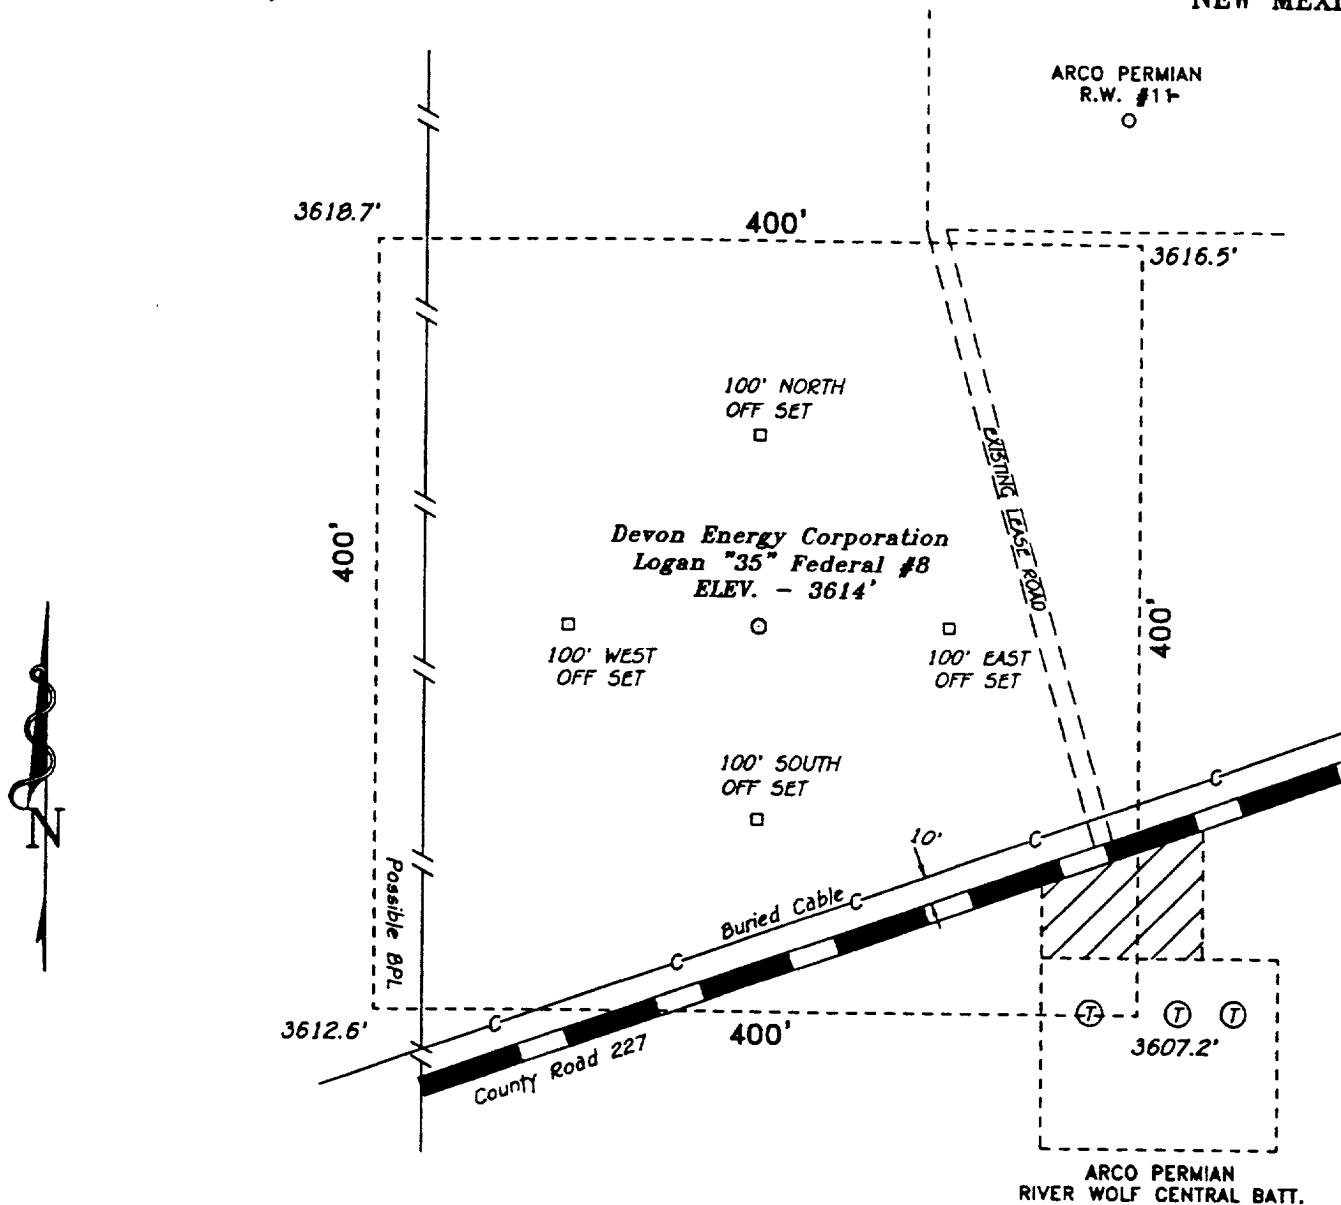 ARCO PERMIAN
R.W. #11
3618.7'
400'
3616.5'
100' NORTH
OFF SET
EXISTING LEASE ROAD
400'
Devon Energy Corporation
Logan "35" Federal #8
ELEV. - 3614'
100' WEST
OFF SET
100' EAST
OFF SET
400'
N
100' SOUTH
OFF SET
C
10'
C
Possible BPL
Buried Cable
C
C
C
3612.6'
400'
T
T
T
3607.2'
County Road 227
ARCO PERMIAN
RIVER WOLF CENTRAL BATT.